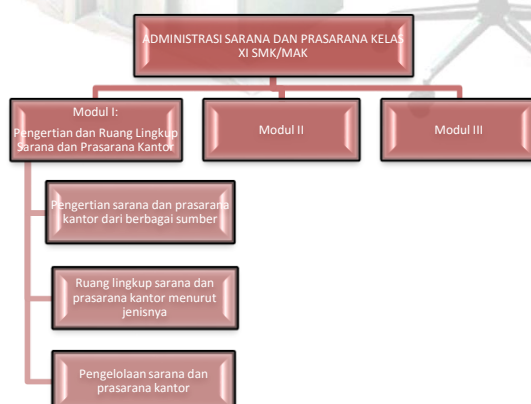 ADMINISTRASI SARANA DAN PRASARANA KELAS
XI SMK/MAK
Modul I:
Pengertian dan Ruang Lingkup
Sarana dan Prasarana Kantor
Modul II
Modul III
Pengertian sarana dan prasarana
kantor dari berbagai sumber
Ruang lingkup sarana dan
prasarana kantor menurut
jenisnya
Pengelolaan sarana dan
prasarana kantor